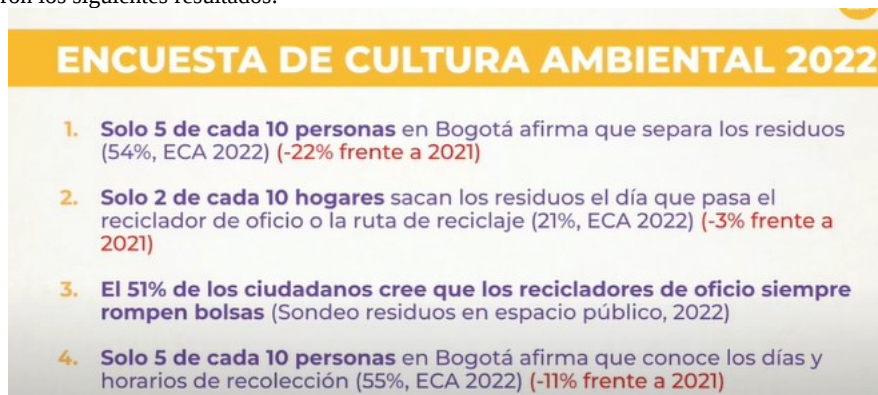 ron los siguientes resultados:
ENCUESTA DE CULTURA AMBIENTAL 2022
1. Solo 5 de cada 10 personas en Bogotá afirma que separa los residuos
(54%, ECA 2022) (-22% frente a 2021)
2. Solo 2 de cada 10 hogares sacan los residuos el día que pasa el
reciclador de oficio o la ruta de reciclaje (21%, ECA 2022) (-3% frente a
2021)
3. El 51% de los ciudadanos cree que los recicladores de oficio siempre
rompen bolsas (Sondeo residuos en espacio público, 2022)
4. Solo 5 de cada 10 personas en Bogotá afirma que conoce los días y
horarios de recolección (55%, ECA 2022) (-11% frente a 2021)